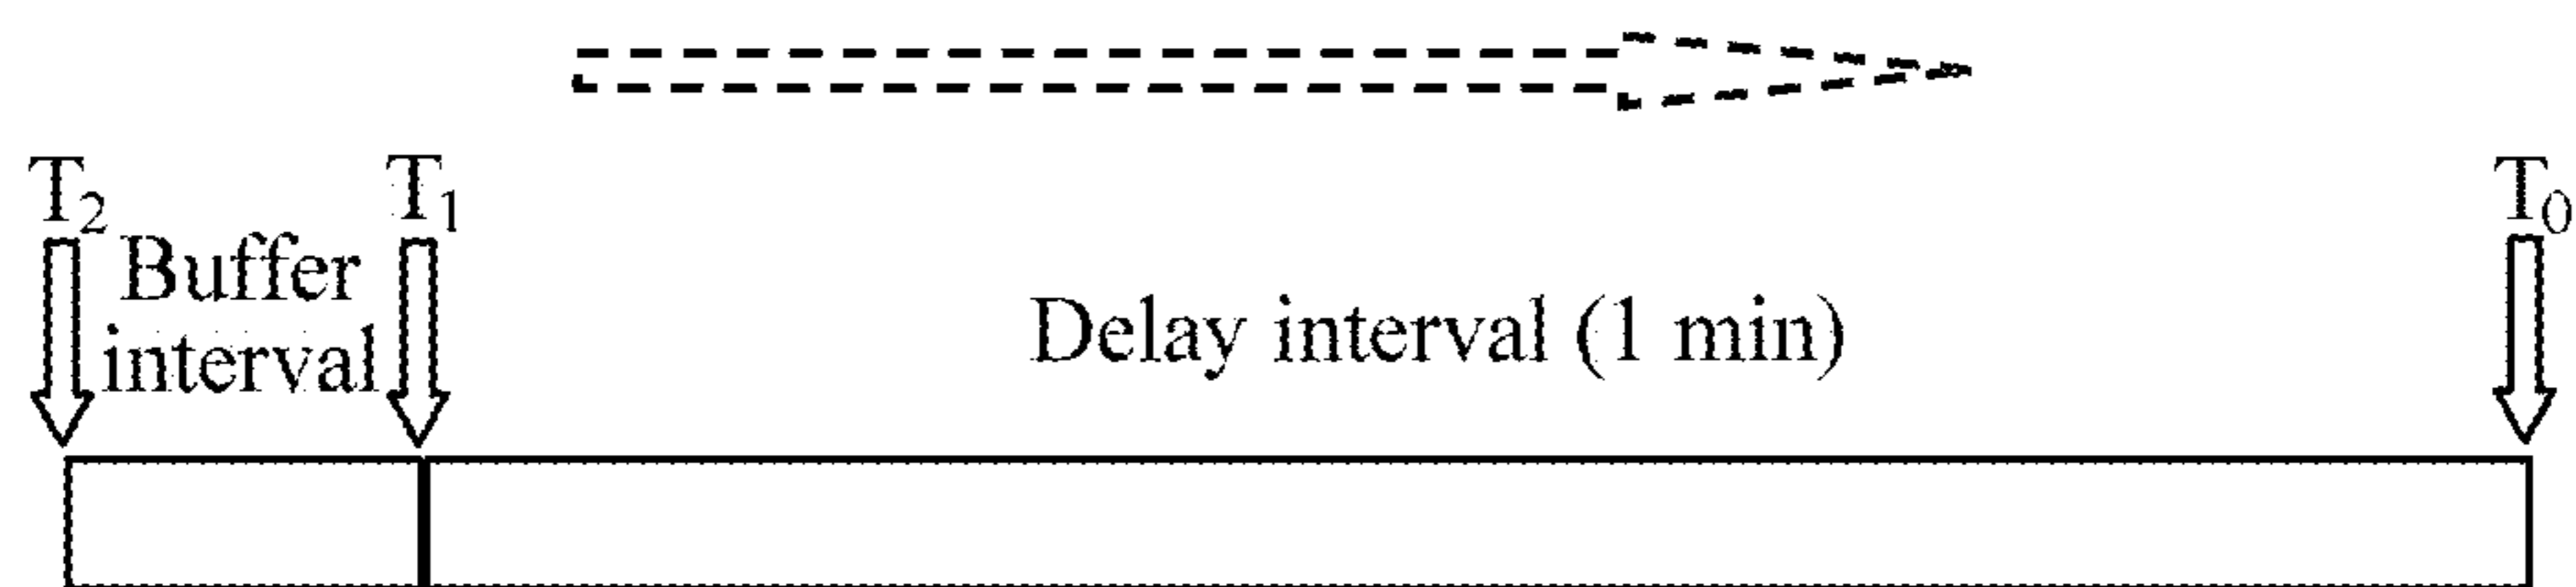 T₂ T₁ T₀
Buffer
interval
Delay interval (1 min)